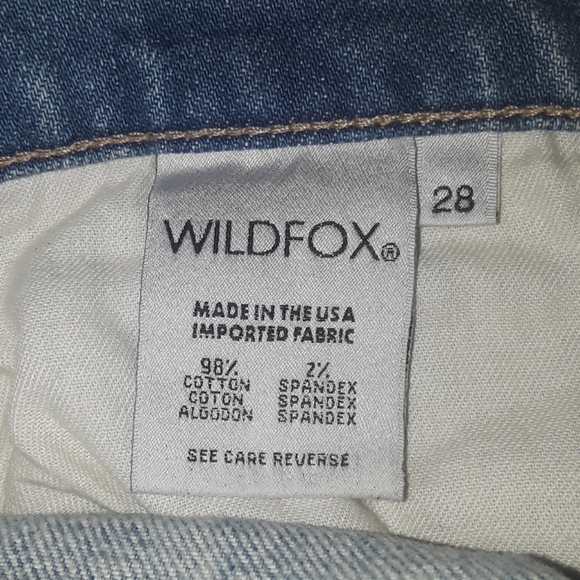 28
WILDFOX®
MADE IN THE USA
IMPORTED FABRIC
98% 2%
COTTON SPANDEX
COTON SPANDEX
ALGODON SPANDEX
SEE CARE REVERSE